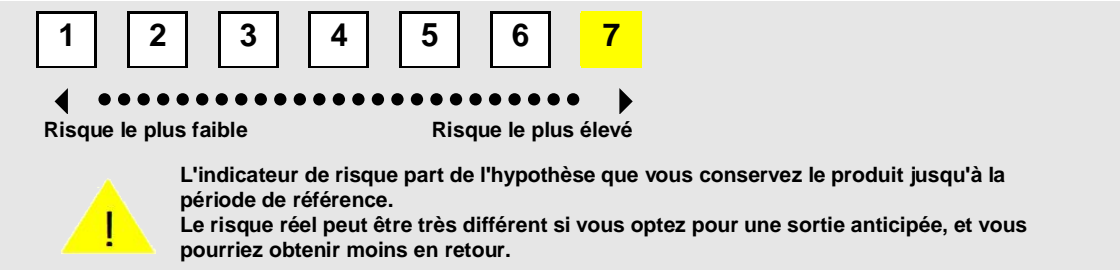 1 2 3 4 5 6 7
Risque le plus faible Risque le plus élevé
L'indicateur de risque part de l'hypothèse que vous conservez le produit jusqu'à la
période de référence.
Le risque réel peut être très différent si vous optez pour une sortie anticipée, et vous
pourriez obtenir moins en retour.
!